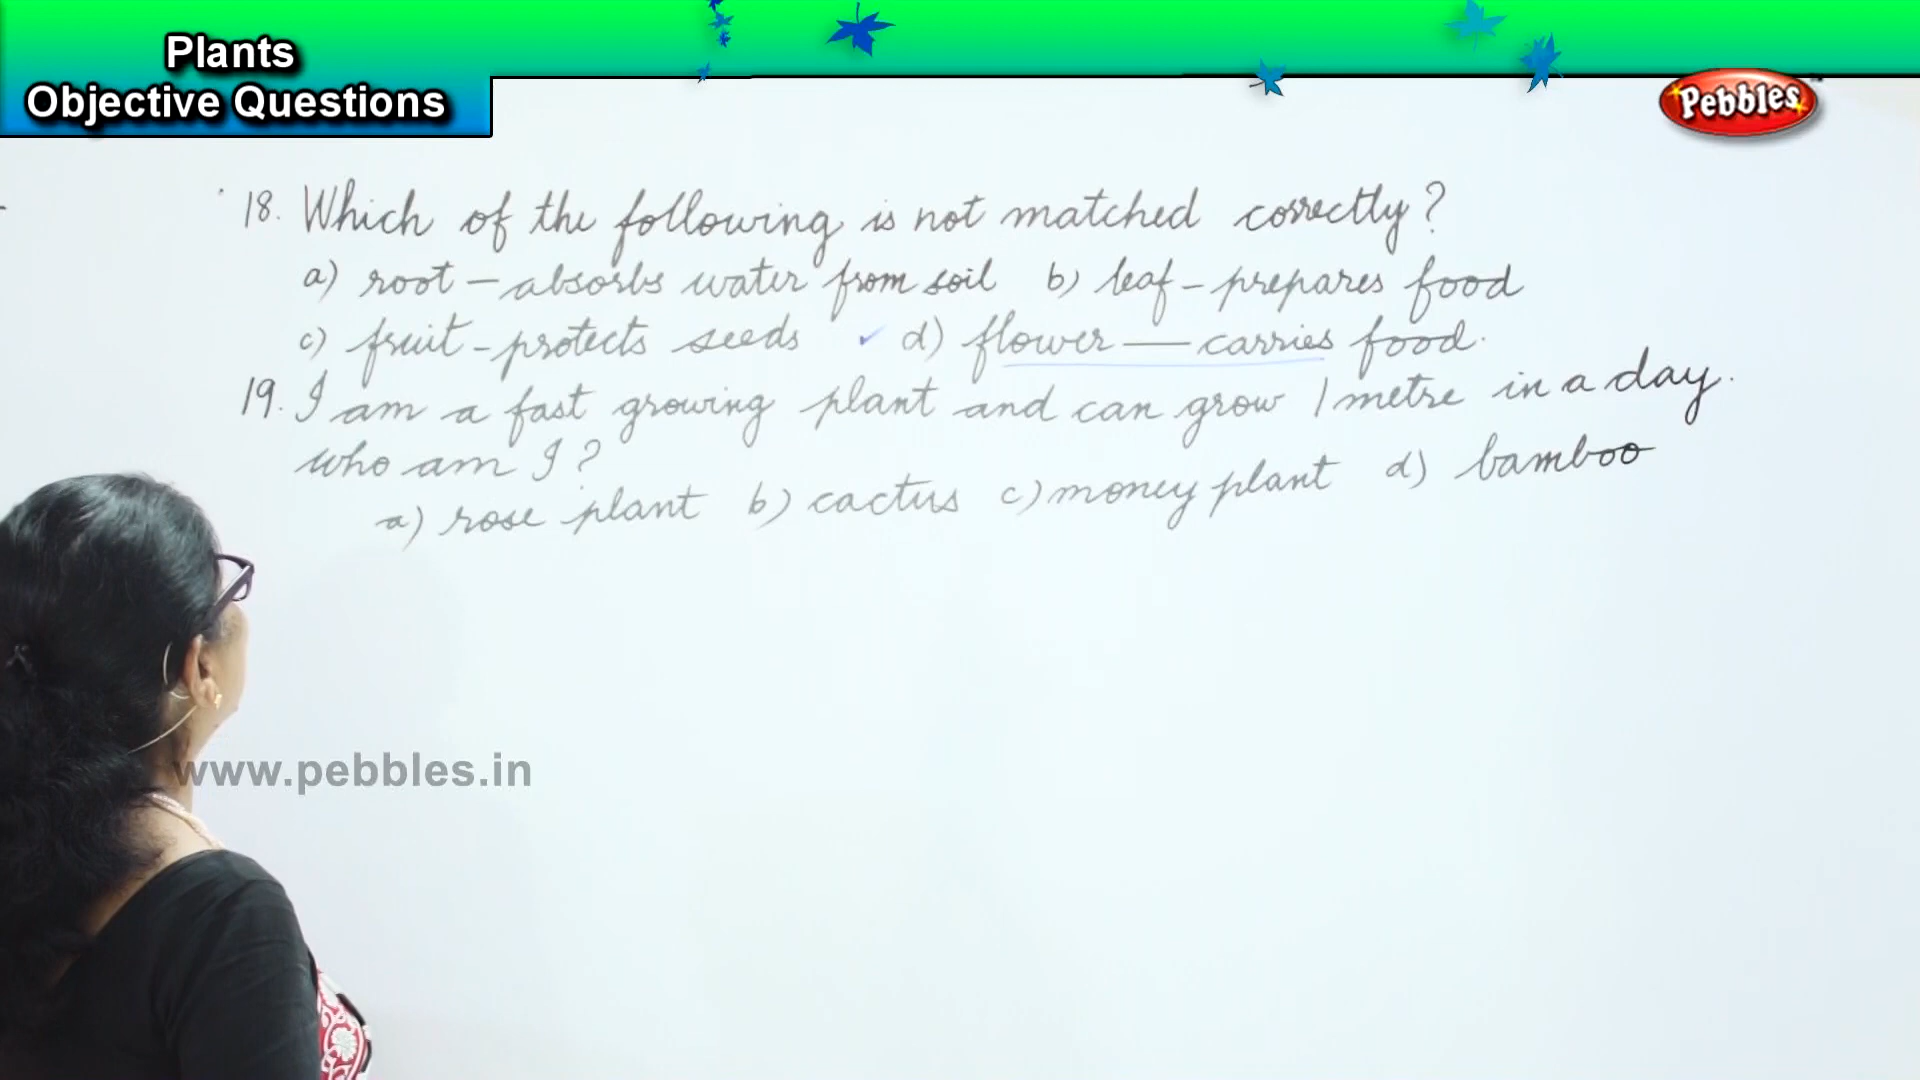 Plants
Objective Questions
Pebbles
18. Which of the following is not matched correctly?
a) root – absorbs water from soil b) leaf – prepares food
c) fruit – protects seeds ✓ d) flower — carries food.
19. I am a fast growing plant and can grow 1 metre in a day.
who am I?
a) rose plant b) cactus c) money plant d) bamboo
www.pebbles.in